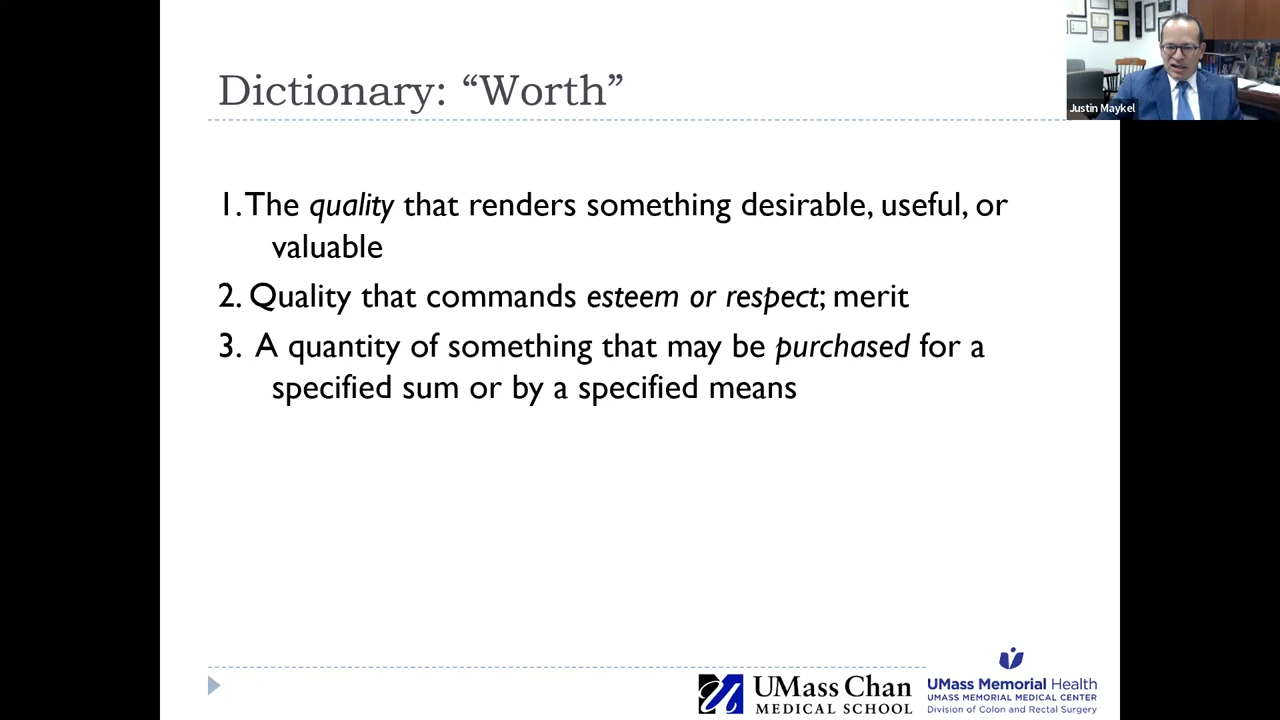 Dictionary: “Worth”
Justin Maykel
1. The quality that renders something desirable, useful, or
valuable
2. Quality that commands esteem or respect; merit
3. A quantity of something that may be purchased for a
specified sum or by a specified means
UMass Chan
MEDICAL SCHOOL
UMass Memorial Health
UMASS MEMORIAL MEDICAL CENTER
Division of Colon and Rectal Surgery